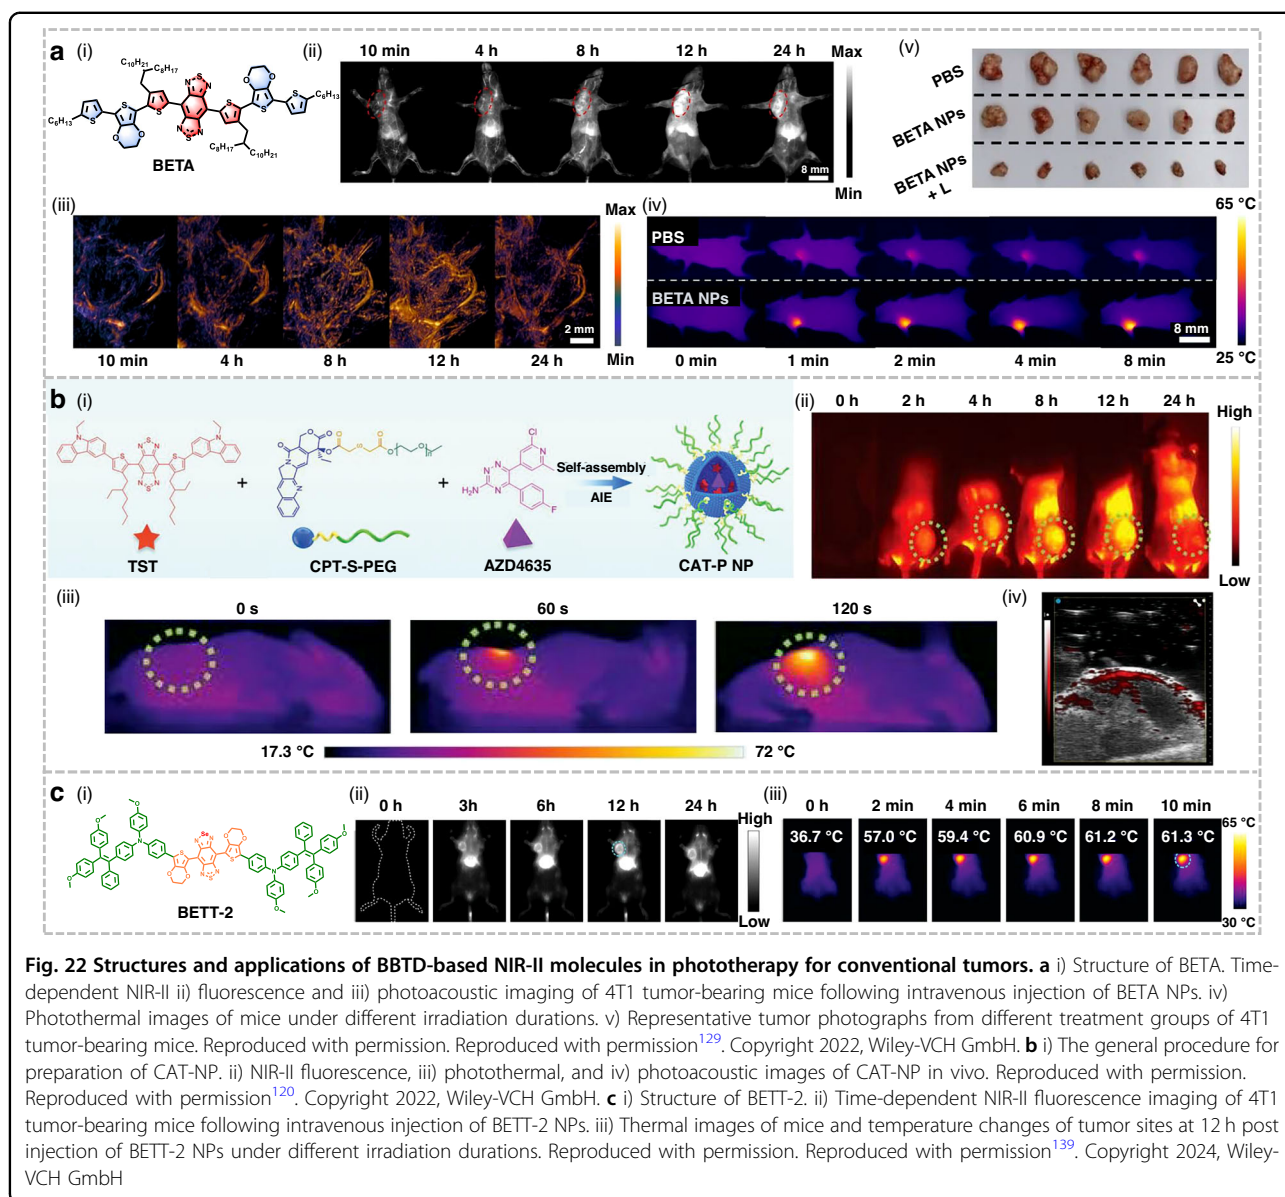 a (i)
C₁₀H₂₁
C₈H₁₇
N S N
O O
C₆H₁₃
S S S S S S
C₆H₁₃
O O
N S N
C₈H₁₇ C₁₀H₂₁
BETA
(ii) 10 min 4 h 8 h 12 h 24 h
Max
8 mm
Min
(v)
PBS
BETA NPs
BETA NPs
+ L
(iii)
Max
2 mm
Min
10 min 4 h 8 h 12 h 24 h
(iv)
65 °C
PBS
BETA NPs
8 mm
25 °C
0 min 1 min 2 min 4 min 8 min
b (i)
+ + Self-assembly
AIE
TST CPT-S-PEG AZD4635 CAT-P NP
(ii) 0 h 2 h 4 h 8 h 12 h 24 h
High
Low
(iii) 0 s 60 s 120 s
17.3 °C 72 °C
(iv)
c (i)
BETT-2
(ii) 0 h 3h 6h 12 h 24 h
High
Low
(iii) 0 h 2 min 4 min 6 min 8 min 10 min
36.7 °C 57.0 °C 59.4 °C 60.9 °C 61.2 °C 61.3 °C
65 °C
30 °C
Fig. 22 Structures and applications of BBTD-based NIR-II molecules in phototherapy for conventional tumors. a i) Structure of BETA. Time-
dependent NIR-II ii) fluorescence and iii) photoacoustic imaging of 4T1 tumor-bearing mice following intravenous injection of BETA NPs. iv)
Photothermal images of mice under different irradiation durations. v) Representative tumor photographs from different treatment groups of 4T1
tumor-bearing mice. Reproduced with permission. Reproduced with permission¹²⁹. Copyright 2022, Wiley-VCH GmbH. b i) The general procedure for
preparation of CAT-NP. ii) NIR-II fluorescence, iii) photothermal, and iv) photoacoustic images of CAT-NP in vivo. Reproduced with permission.
Reproduced with permission¹²⁰. Copyright 2022, Wiley-VCH GmbH. c i) Structure of BETT-2. ii) Time-dependent NIR-II fluorescence imaging of 4T1
tumor-bearing mice following intravenous injection of BETT-2 NPs. iii) Thermal images of mice and temperature changes of tumor sites at 12 h post
injection of BETT-2 NPs under different irradiation durations. Reproduced with permission. Reproduced with permission¹³⁹. Copyright 2024, Wiley-
VCH GmbH